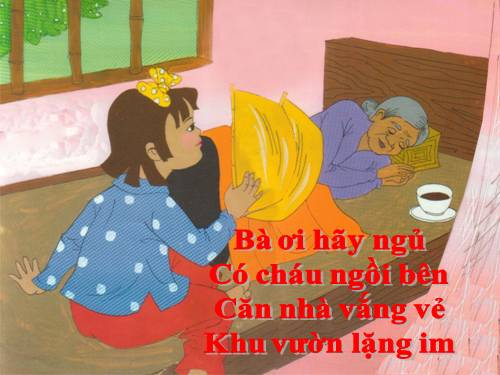 Bà ơi hãy ngủ
Có cháu ngồi bên
Căn nhà vắng vẻ
Khu vườn lặng im